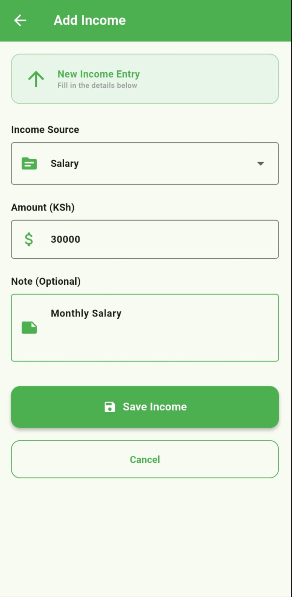 Add Income
New Income Entry
Fill in the details below
Income Source
Salary
Amount (KSh)
$ 30000
Note (Optional)
Monthly Salary
Save Income
Cancel